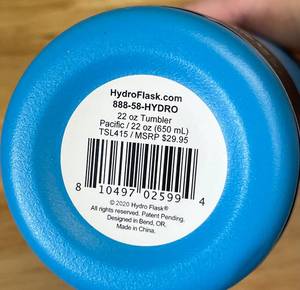 HydroFlask.com
888-58-HYDRO
22 oz Tumbler
Pacific / 22 oz (650 mL)
TSL415 / MSRP $29.95
8 10497 02599 4
© 2020 Hydro Flask®
All rights reserved. Patent Pending.
Designed in Bend, OR.
Made in China.